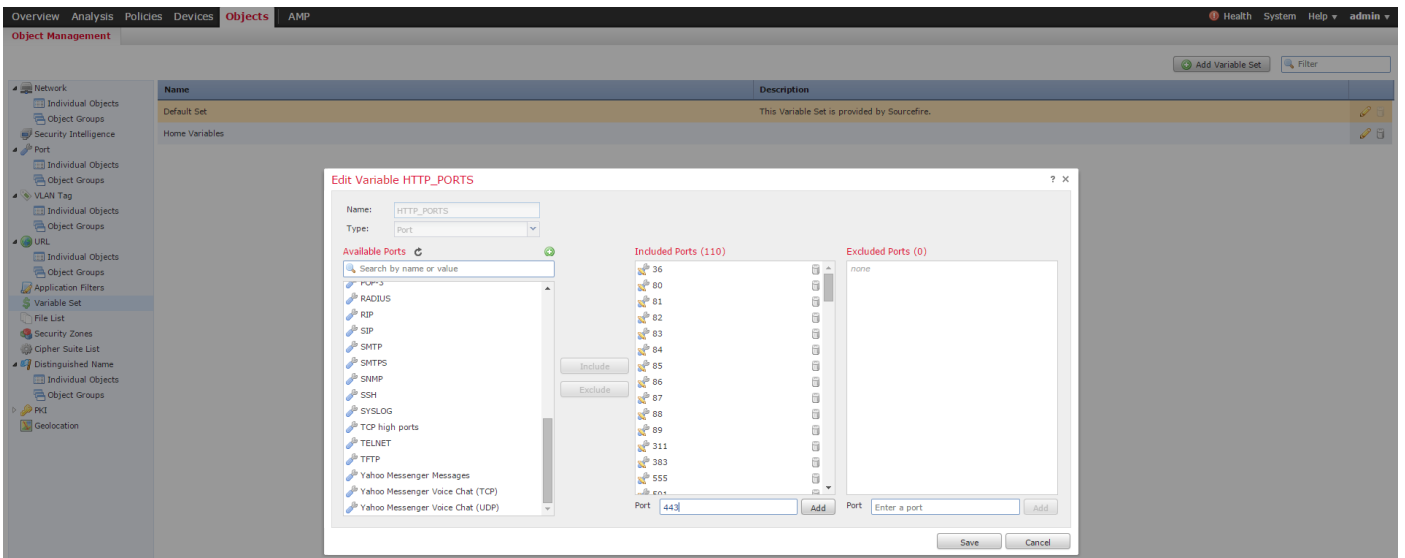 Overview Analysis Policies Devices Objects AMP Health System Help admin
Object Management
Add Variable Set Filter
Network
Individual Objects
Object Groups
Security Intelligence
Port
Individual Objects
Object Groups
VLAN Tag
Individual Objects
Object Groups
URL
Individual Objects
Object Groups
Application Filters
Variable Set
File List
Security Zones
Cipher Suite List
Distinguished Name
Individual Objects
Object Groups
PKI
Geolocation
Name Description
Default Set This Variable Set is provided by Sourcefire.
Home Variables
Edit Variable HTTP_PORTS ? ×
Name: HTTP_PORTS
Type: Port
Available Ports
Search by name or value
POP-3
RADIUS
RIP
SIP
SMTP
SMTPS
SNMP
SSH
SYSLOG
TCP high ports
TELNET
TFTP
Yahoo Messenger Messages
Yahoo Messenger Voice Chat (TCP)
Yahoo Messenger Voice Chat (UDP)
Include
Exclude
Included Ports (110)
36
80
81
82
83
84
85
86
87
88
89
311
383
555
591
Port 443 Add
Excluded Ports (0)
none
Port Enter a port Add
Save Cancel